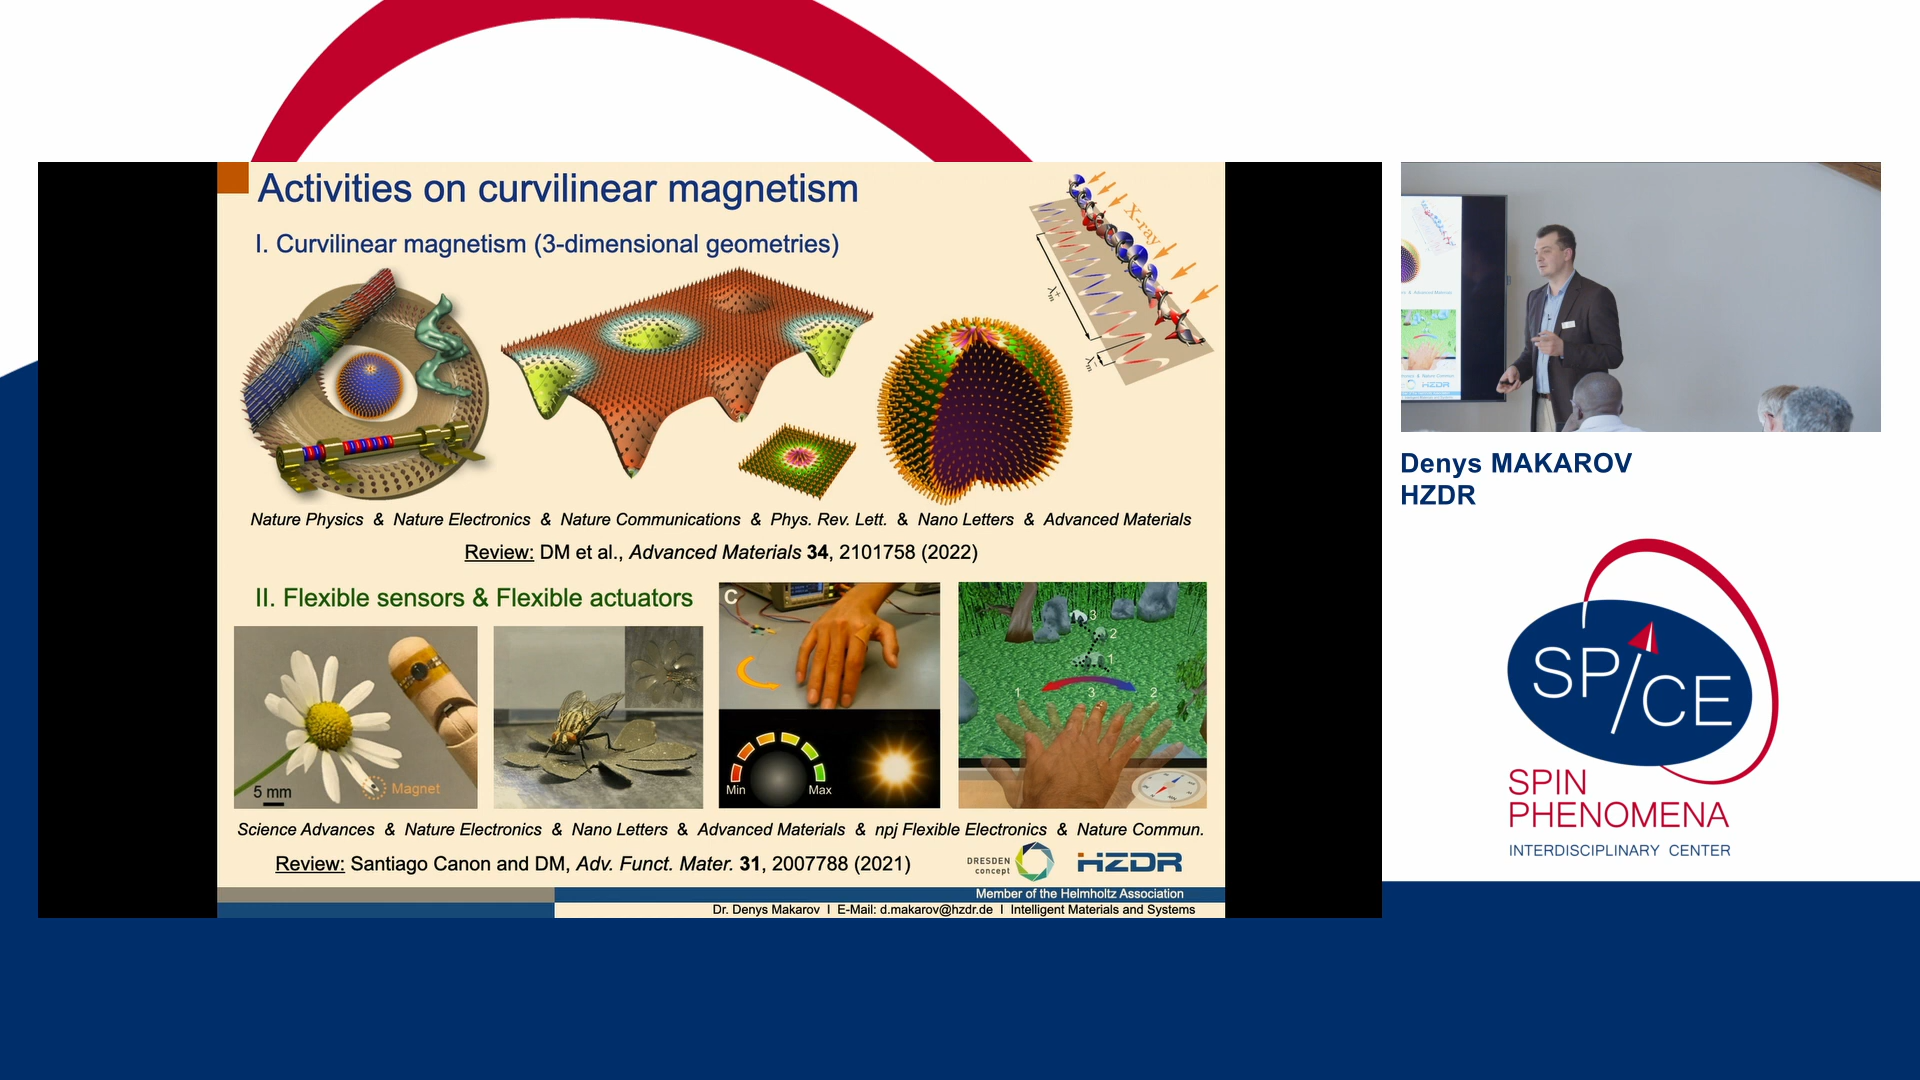 Activities on curvilinear magnetism
I. Curvilinear magnetism (3-dimensional geometries)
X-ray
Nature Physics & Nature Electronics & Nature Communications & Phys. Rev. Lett. & Nano Letters & Advanced Materials
Review: DM et al., Advanced Materials 34, 2101758 (2022)
II. Flexible sensors & Flexible actuators
5 mm
Magnet
C
Min
Max
3
2
1
1
3
2
Science Advances & Nature Electronics & Nano Letters & Advanced Materials & npj Flexible Electronics & Nature Commun.
Review: Santiago Canon and DM, Adv. Funct. Mater. 31, 2007788 (2021)
DRESDEN
concept
HZDR
Member of the Helmholtz Association
Dr. Denys Makarov I E-Mail: d.makarov@hzdr.de I Intelligent Materials and Systems
HZDR
Denys MAKAROV
HZDR
SP/CE
SPIN
PHENOMENA
INTERDISCIPLINARY CENTER